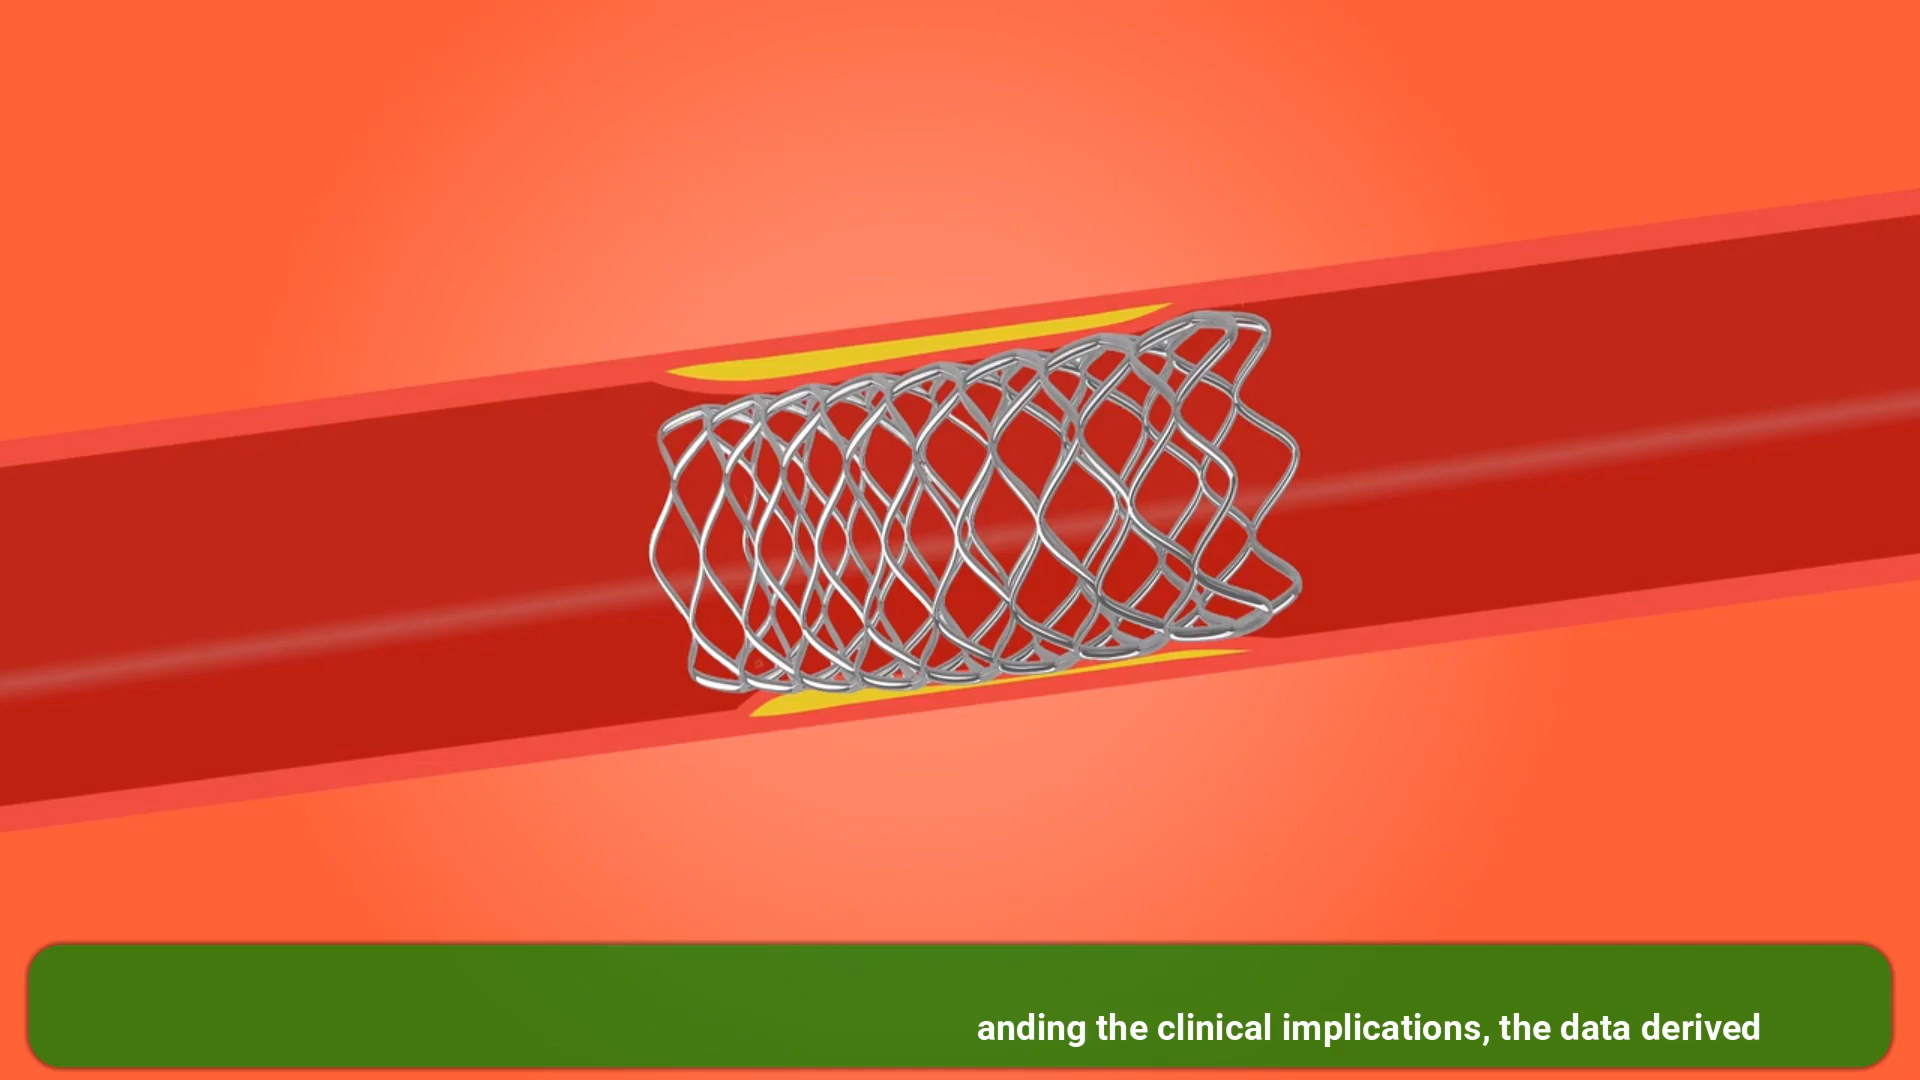 anding the clinical implications, the data derived